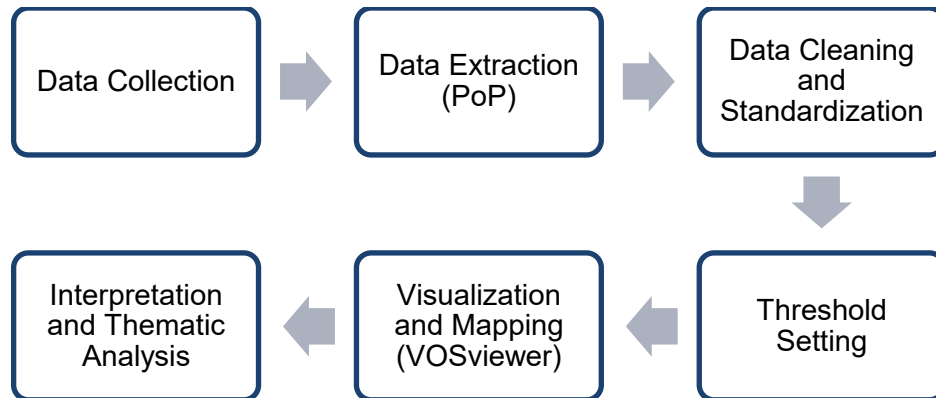 Data Collection
Data Extraction
(PoP)
Data Cleaning
and
Standardization
Threshold
Setting
Visualization
and Mapping
(VOSviewer)
Interpretation
and Thematic
Analysis